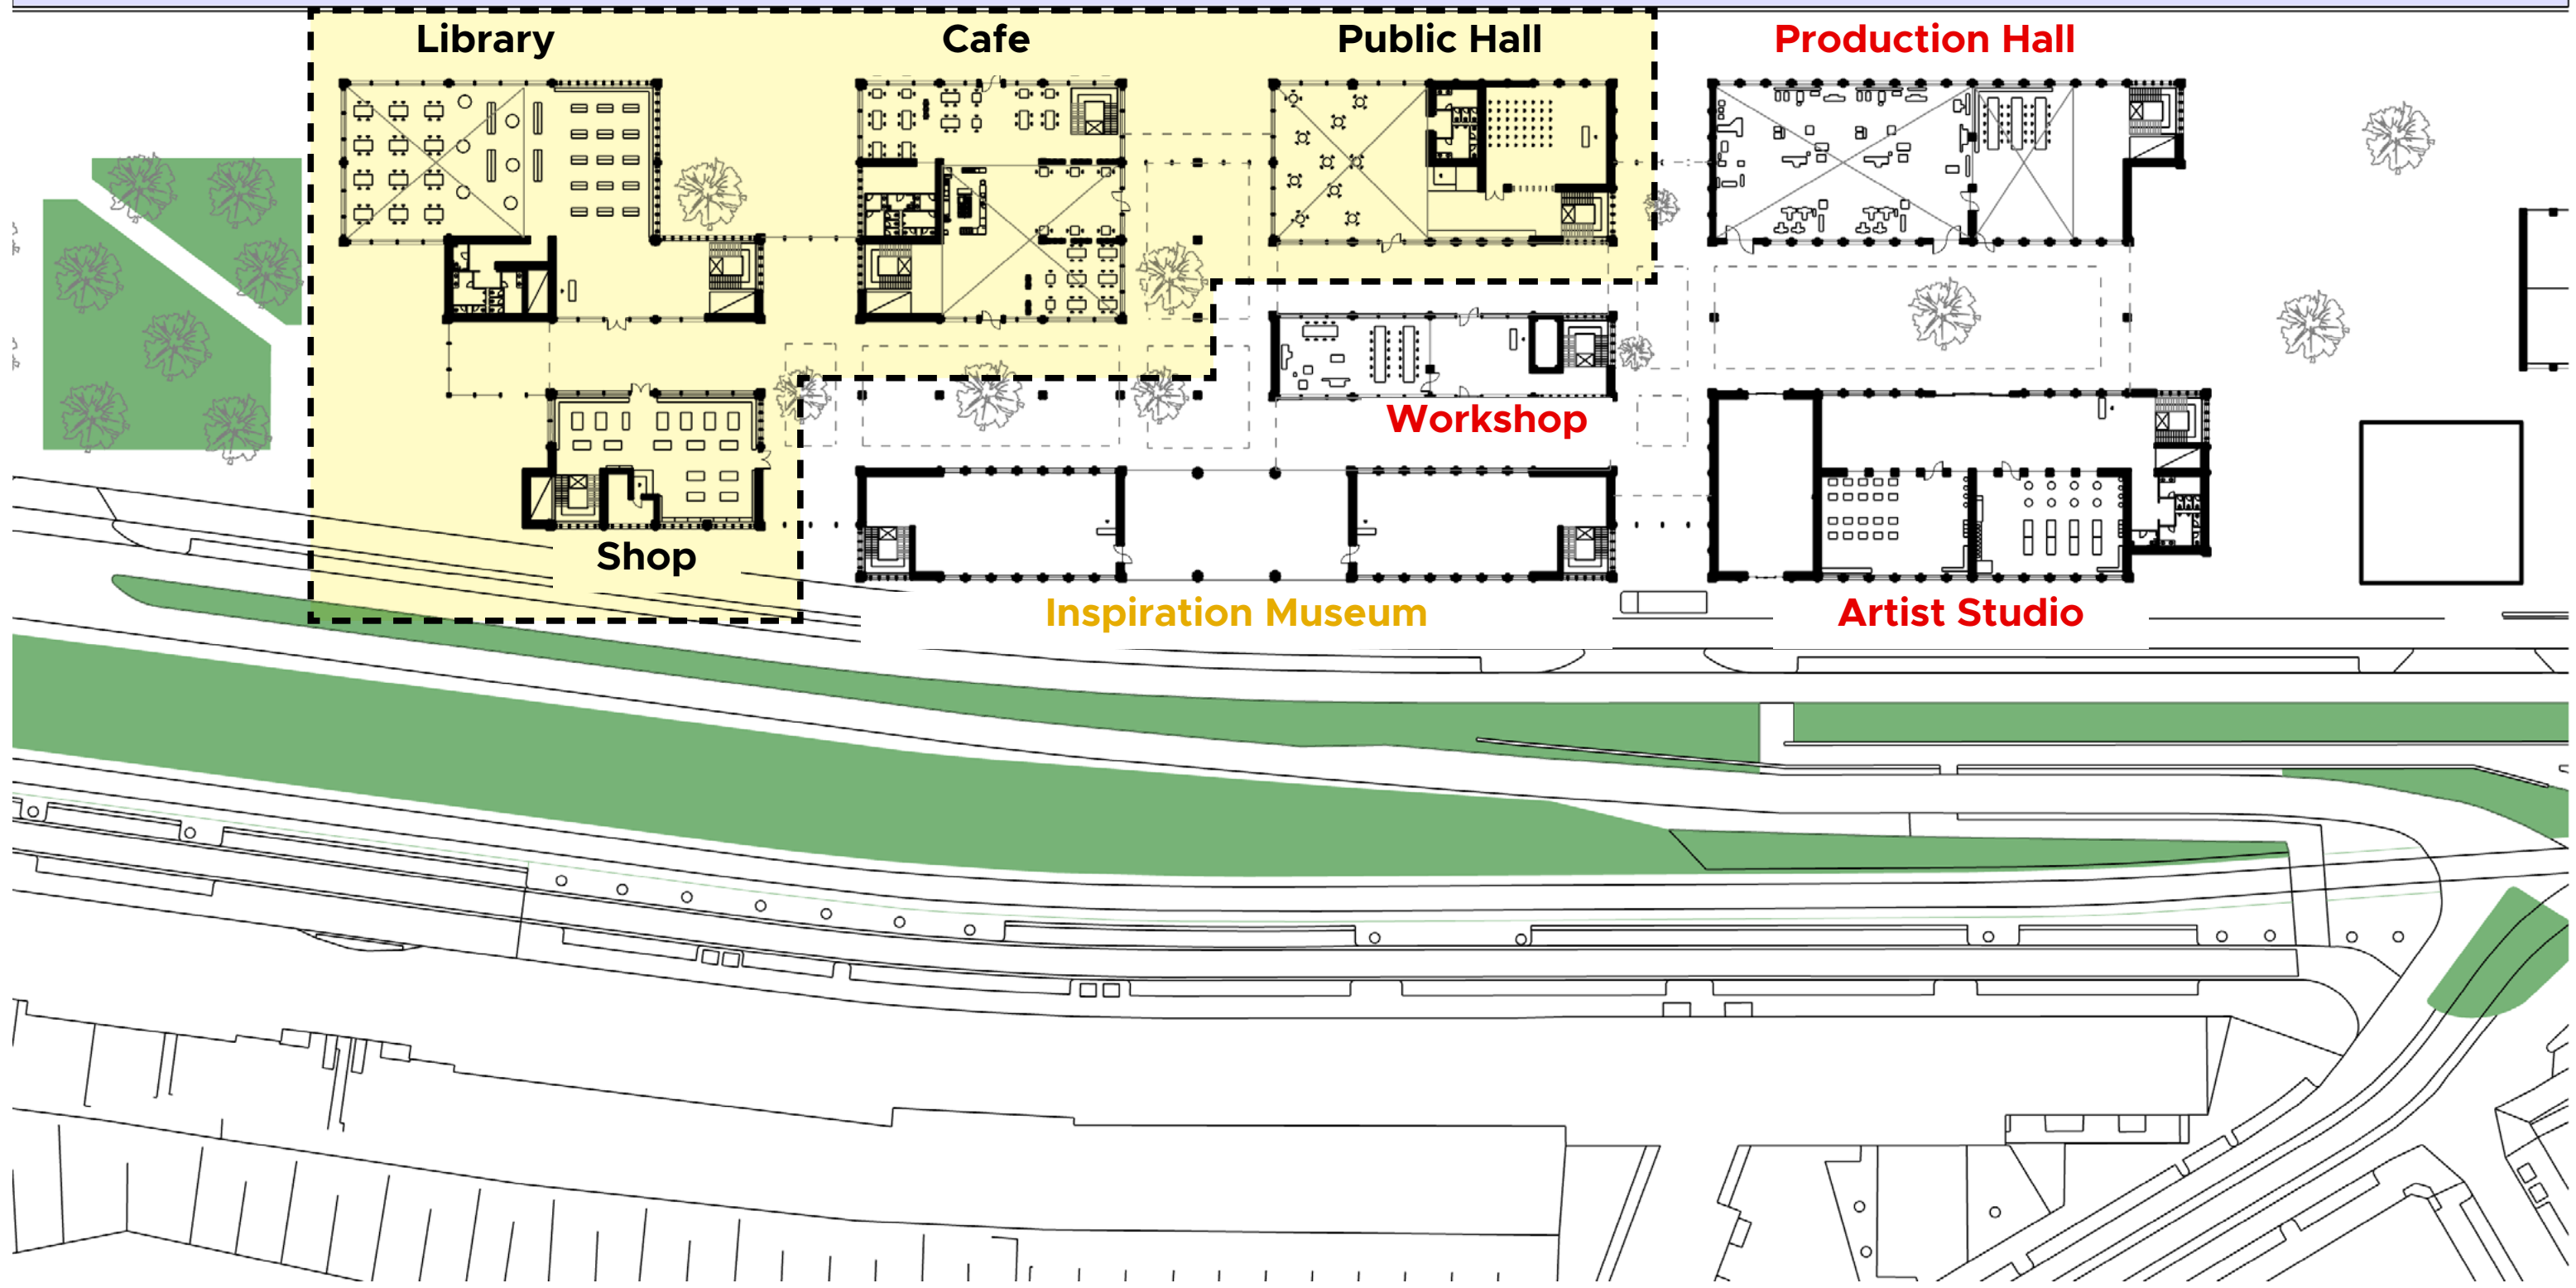 Library
Cafe
Public Hall
Production Hall
Workshop
Shop
Inspiration Museum
Artist Studio